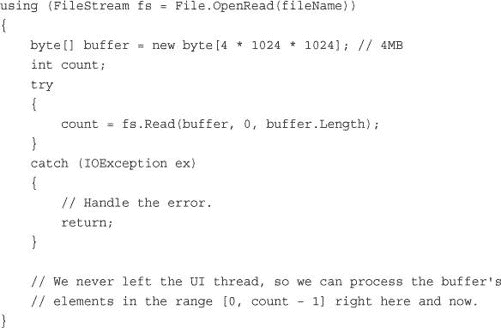 using (FileStream fs = File.OpenRead(fileName))
{
    byte[] buffer = new byte[4 * 1024 * 1024]; // 4MB
    int count;
    try
    {
        count = fs.Read(buffer, 0, buffer.Length);
    }
    catch (IOException ex)
    {
        // Handle the error.
        return;
    }

    // We never left the UI thread, so we can process the buffer's
    // elements in the range [0, count - 1] right here and now.
}